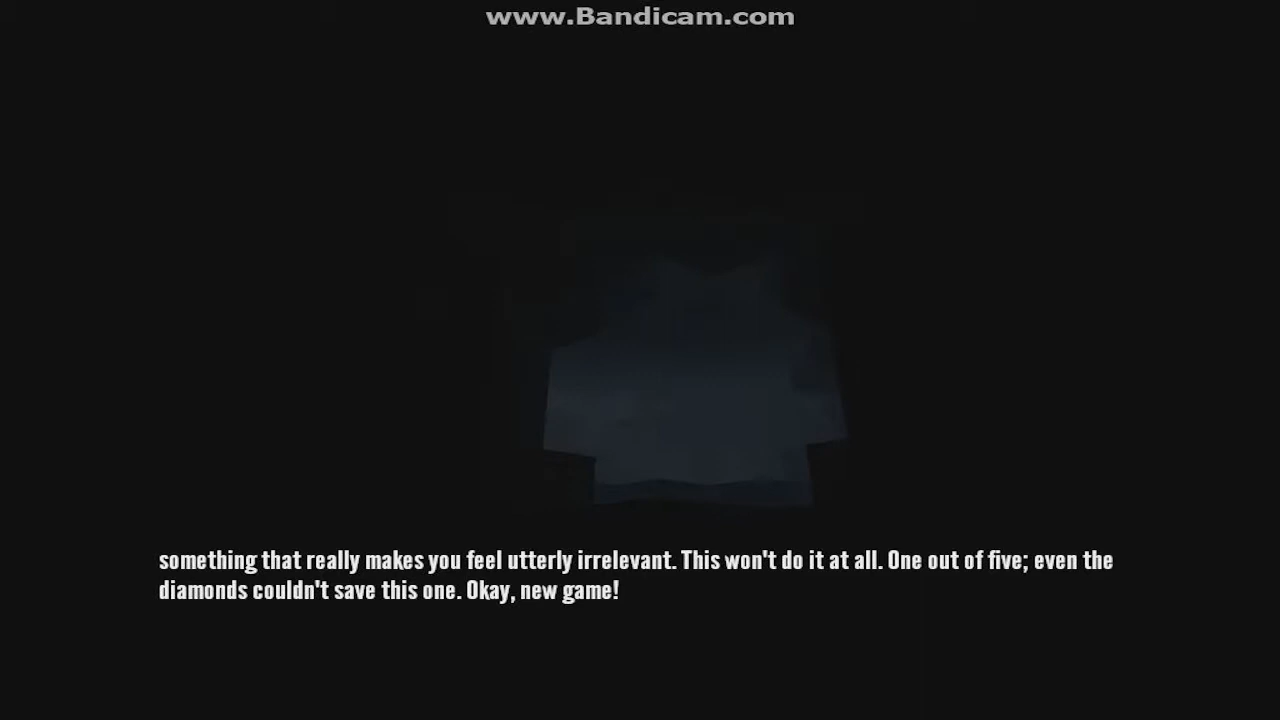 www.Bandicam.com
something that really makes you feel utterly irrelevant. This won't do it at all. One out of five; even the
diamonds couldn't save this one. Okay, new game!